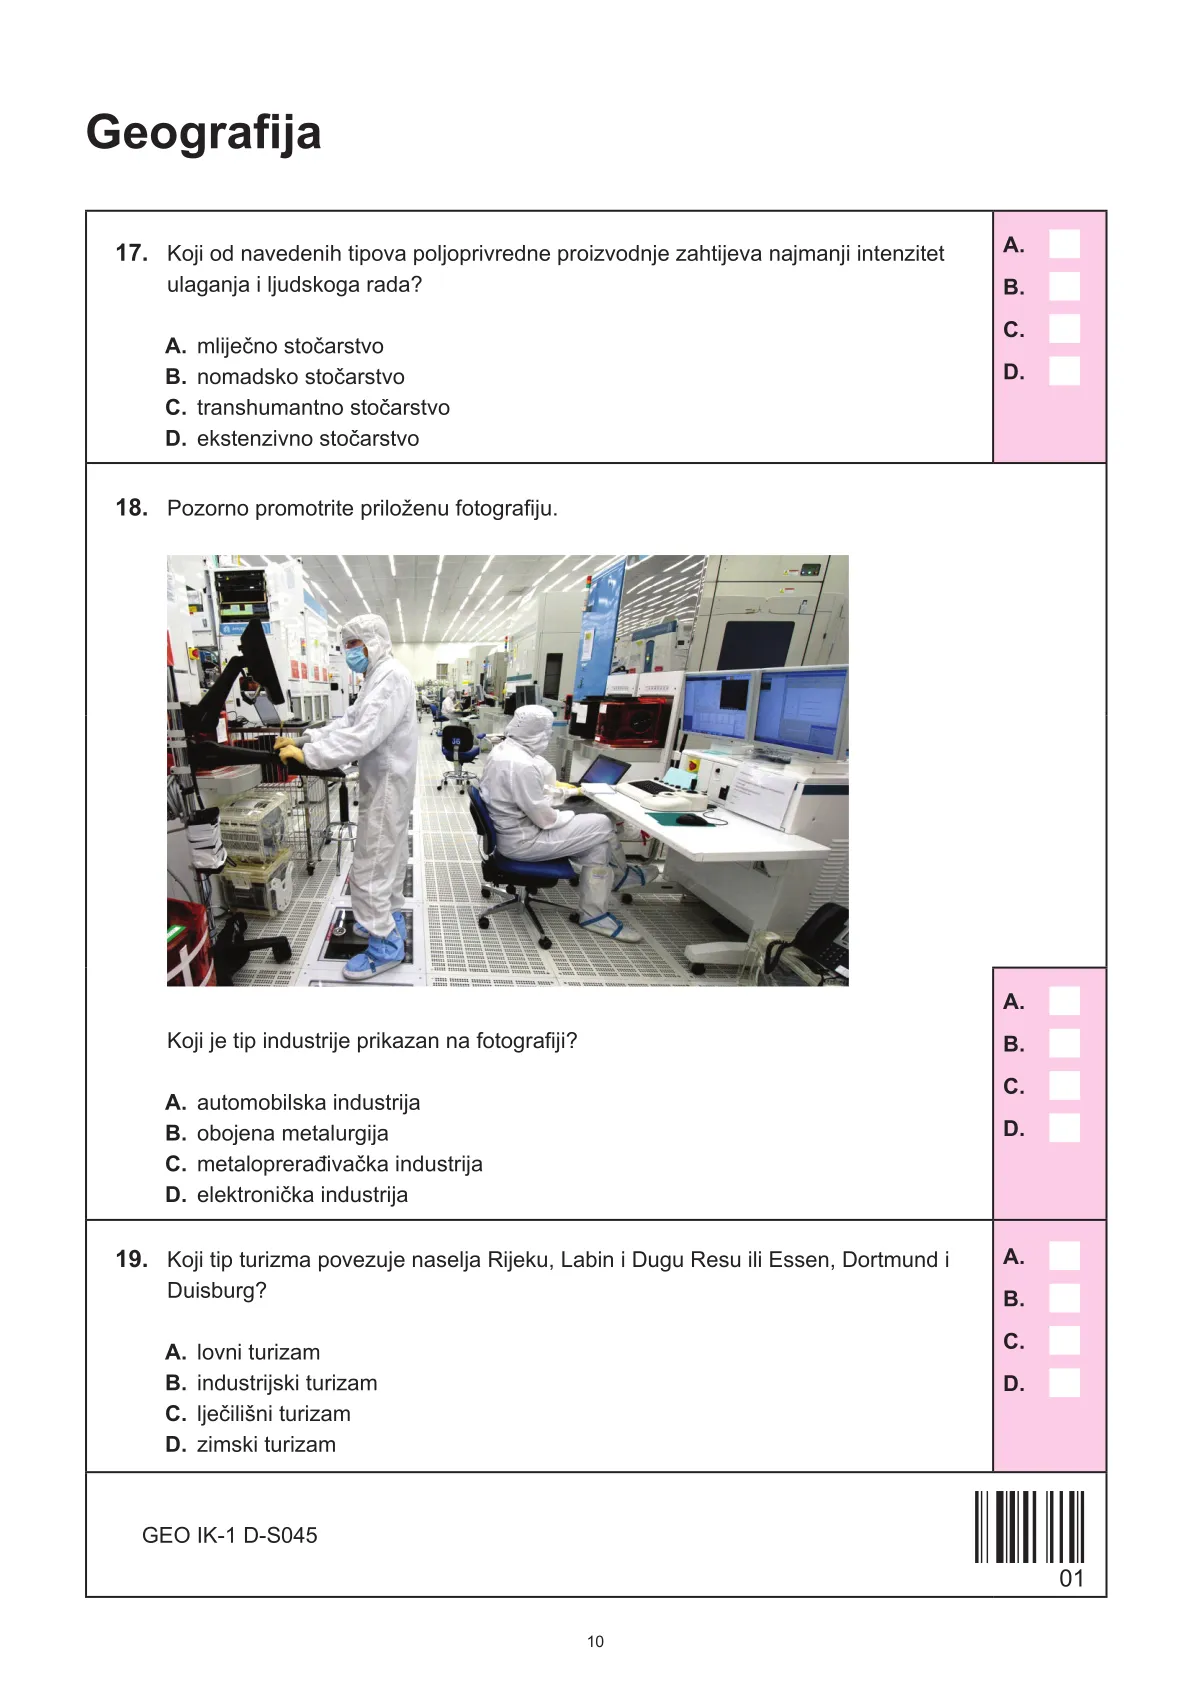 Geografija
17. Koji od navedenih tipova poljoprivredne proizvodnje zahtijeva najmanji intenzitet
ulaganja i ljudskoga rada?
A. mliječno stočarstvo
B. nomadsko stočarstvo
C. transhumantno stočarstvo
D. ekstenzivno stočarstvo
A.
B.
C.
D.
18. Pozorno promotrite priloženu fotografiju.
36
Koji je tip industrije prikazan na fotografiji?
A. automobilska industrija
B. obojena metalurgija
C. metaloprerađivačka industrija
D. elektronička industrija
A.
B.
C.
D.
19. Koji tip turizma povezuje naselja Rijeku, Labin i Dugu Resu ili Essen, Dortmund i
Duisburg?
A. lovni turizam
B. industrijski turizam
C. lječilišni turizam
D. zimski turizam
A.
B.
C.
D.
GEO IK-1 D-S045
01
10